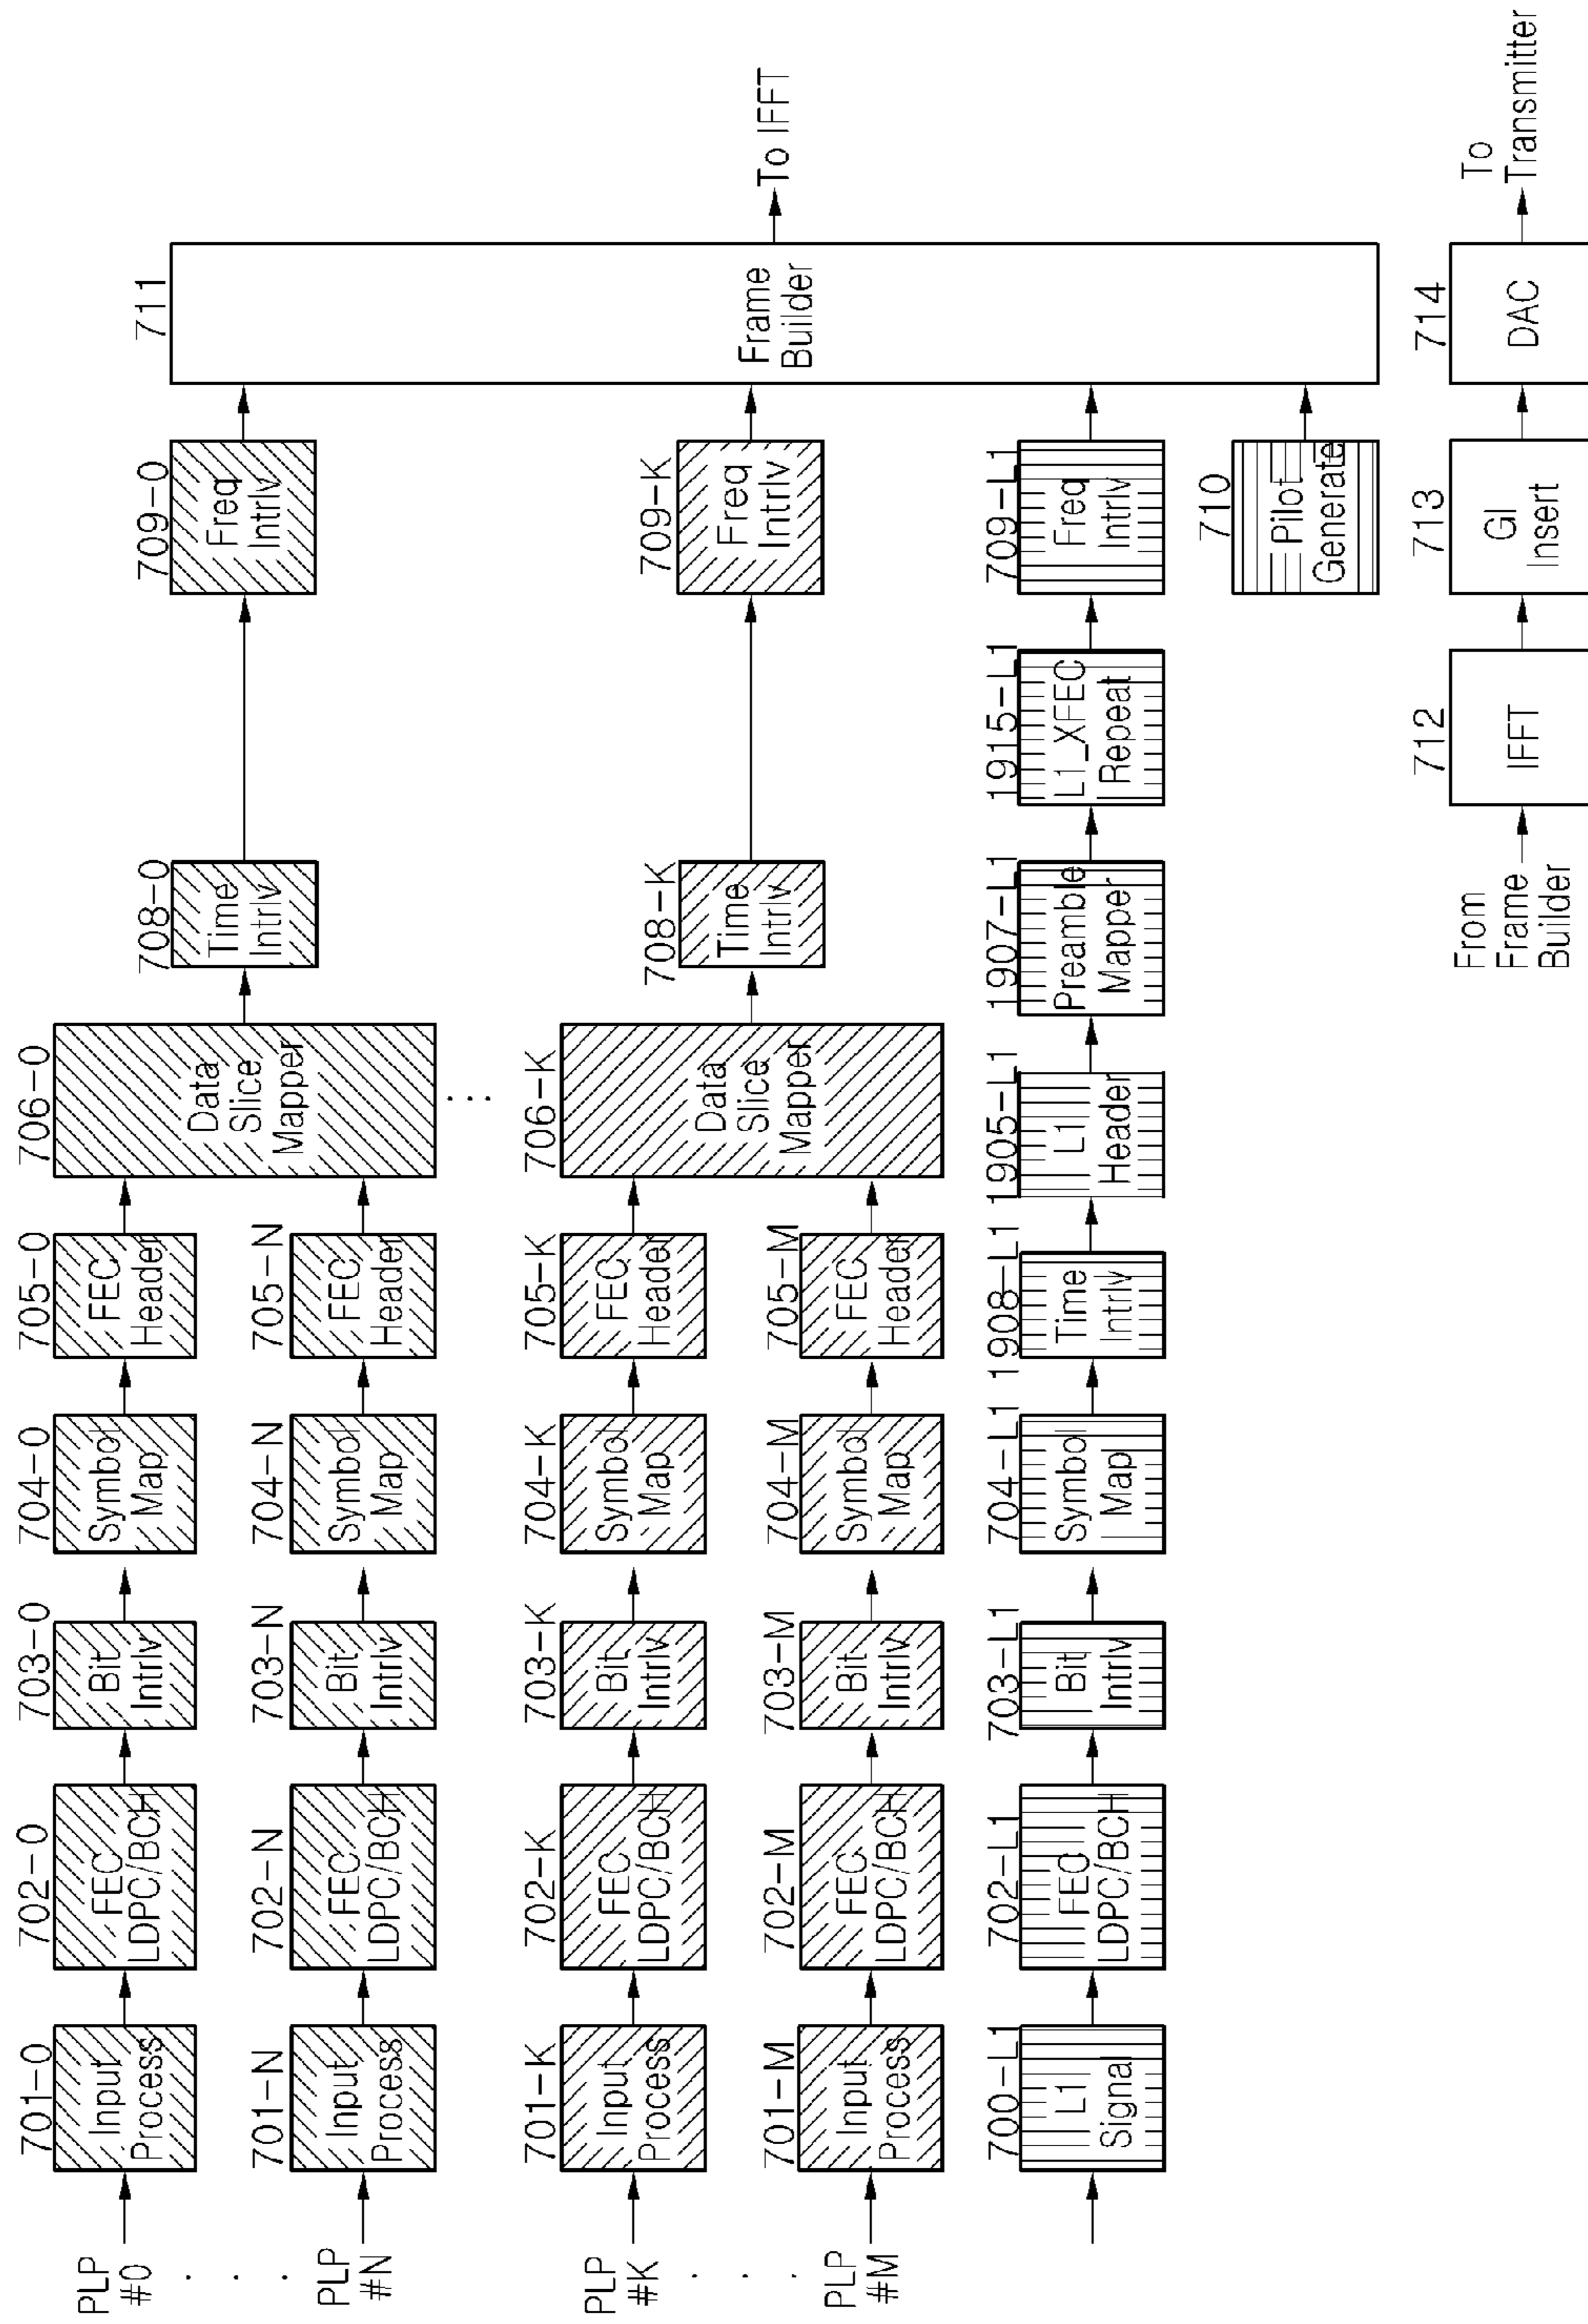 PLP
#0
701-0
Input
Process
702-0
FEC
LDPC/BCH
703-0
Bit
Intrlv
704-0
Symbol
Map
705-0
FEC
Header
706-0
Data
Slice
Mapper
708-0
Time
Intrlv
709-0
Freq
Intrlv
711
Frame
Builder
To IFFT
. . .
PLP
#N
701-N
Input
Process
702-N
FEC
LDPC/BCH
703-N
Bit
Intrlv
704-N
Symbol
Map
705-N
FEC
Header
...
PLP
#K
701-K
Input
Process
702-K
FEC
LDPC/BCH
703-K
Bit
Intrlv
704-K
Symbol
Map
705-K
FEC
Header
706-K
Data
Slice
Mapper
708-K
Time
Intrlv
709-K
Freq
Intrlv
. . .
PLP
#M
701-M
Input
Process
702-M
FEC
LDPC/BCH
703-M
Bit
Intrlv
704-M
Symbol
Map
705-M
FEC
Header
700-L1
L1
Signal
702-L1
FEC
LDPC/BCH
703-L1
Bit
Intrlv
704-L1
Symbol
Map
1908-L1
Time
Intrlv
1905-L1
L1
Header
1907-L1
Preamble
Mapper
1915-L1
L1_XFEC
Repeat
709-L1
Freq
Intrlv
710
Pilot
Generate
From
Frame
Builder
712
IFFT
713
GI
Insert
714
DAC
To
Transmitter